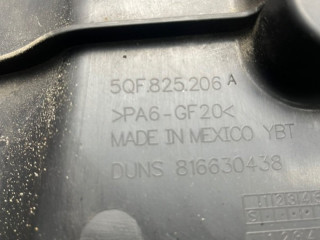 5QF.825.206 A
>PA6-GF20<
MADE IN MEXICO YBT
DUNS 816630438